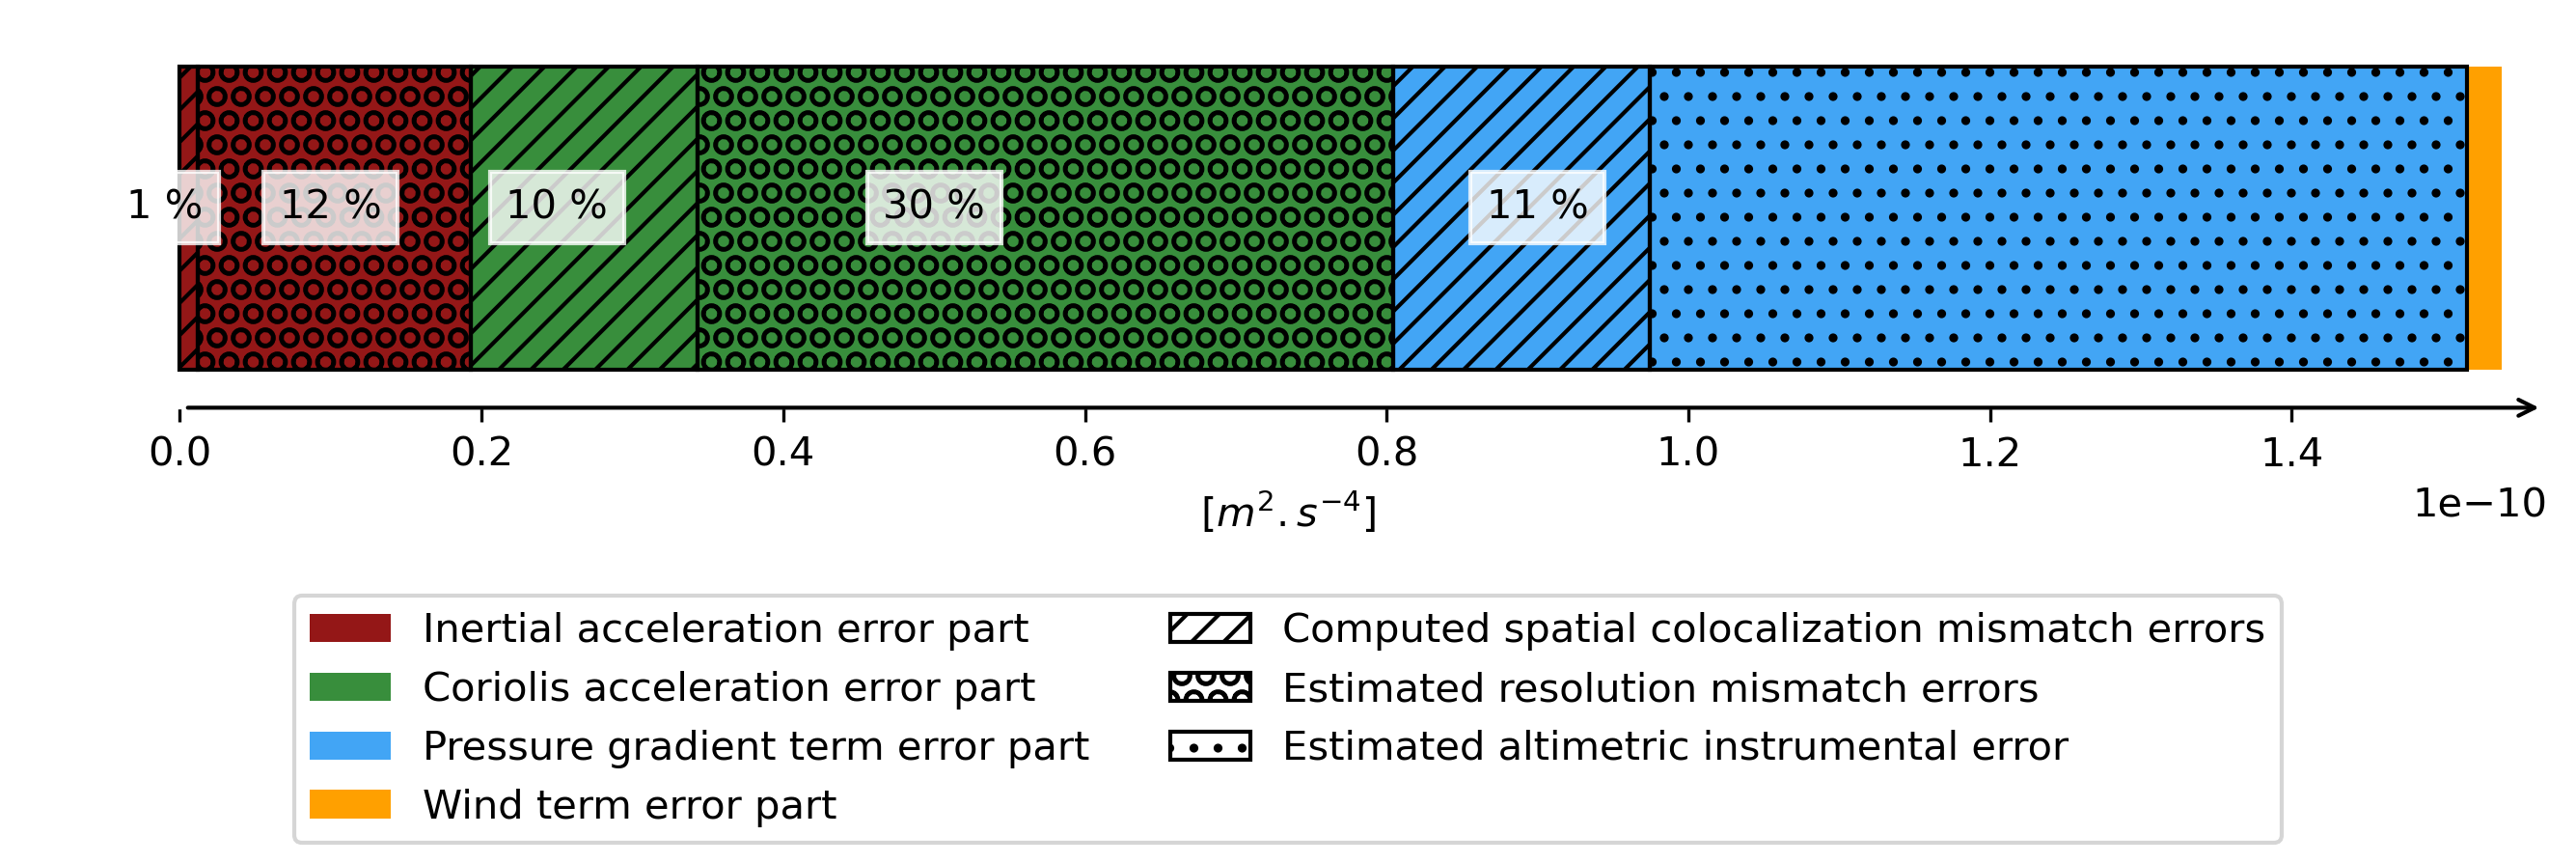 1 % 12 % 10 % 30 % 11 %
0.0 0.2 0.4 0.6 0.8 1.0 1.2 1.4
1e−10
[m².s⁻⁴]
Inertial acceleration error part
Coriolis acceleration error part
Pressure gradient term error part
Wind term error part
Computed spatial colocalization mismatch errors
Estimated resolution mismatch errors
Estimated altimetric instrumental error